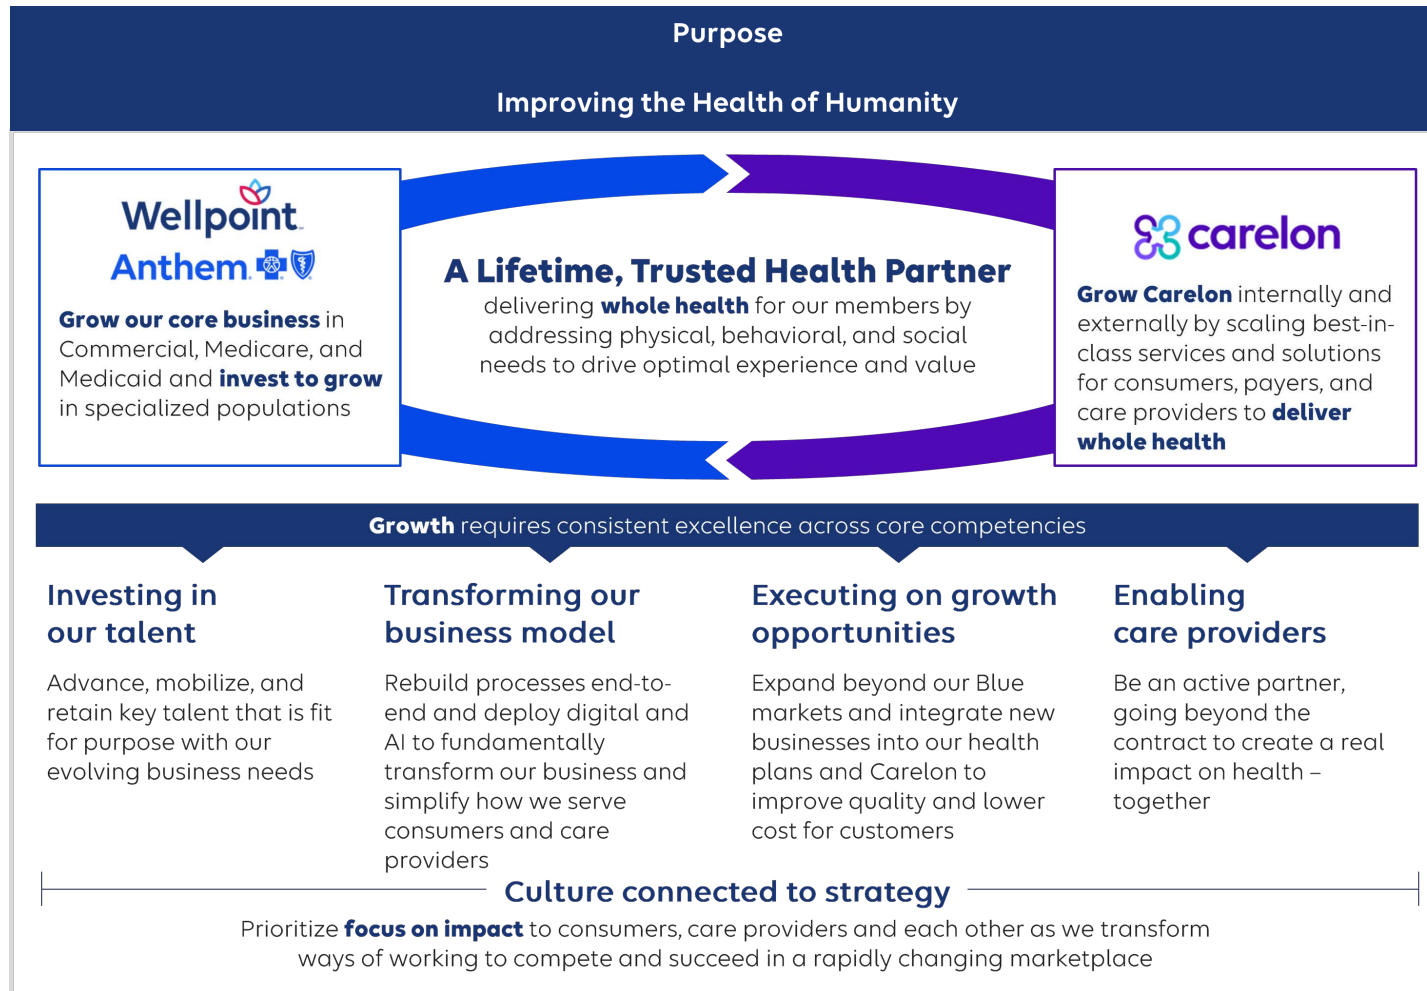 Purpose
Improving the Health of Humanity
Wellpoint
Anthem
Grow our core business in
Commercial, Medicare, and
Medicaid and invest to grow
in specialized populations
A Lifetime, Trusted Health Partner
delivering whole health for our members by
addressing physical, behavioral, and social
needs to drive optimal experience and value
carelon
Grow Carelon internally and
externally by scaling best-in-
class services and solutions
for consumers, payers, and
care providers to deliver
whole health
Growth requires consistent excellence across core competencies
Investing in
our talent
Advance, mobilize, and
retain key talent that is fit
for purpose with our
evolving business needs
Transforming our
business model
Rebuild processes end-to-
end and deploy digital and
AI to fundamentally
transform our business and
simplify how we serve
consumers and care
providers
Executing on growth
opportunities
Expand beyond our Blue
markets and integrate new
businesses into our health
plans and Carelon to
improve quality and lower
cost for customers
Enabling
care providers
Be an active partner,
going beyond the
contract to create a real
impact on health –
together
Culture connected to strategy
Prioritize focus on impact to consumers, care providers and each other as we transform
ways of working to compete and succeed in a rapidly changing marketplace